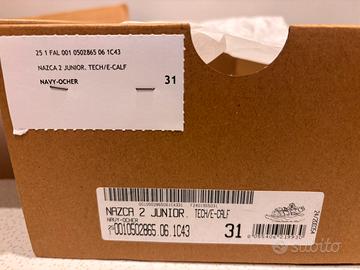 25 1 FAL 001 0502865 06 1C43
NAZCA 2 JUNIOR. TECH/E-CALF
NAVY-OCHER
31
NAZCA 2 JUNIOR. TECH/E-CALF
NAVY-OCHER
0010502865.06.1C43
31
subito